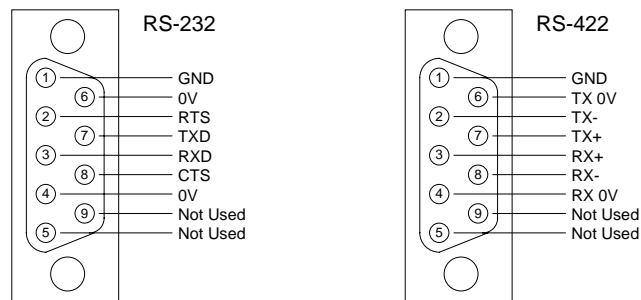 RS-232
1 GND
6 0V
2 RTS
7 TXD
3 RXD
8 CTS
4 0V
9 Not Used
5 Not Used
RS-422
1 GND
6 TX 0V
2 TX-
7 TX+
3 RX+
8 RX-
4 RX 0V
9 Not Used
5 Not Used